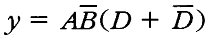 y = AB̅(D + D̅)